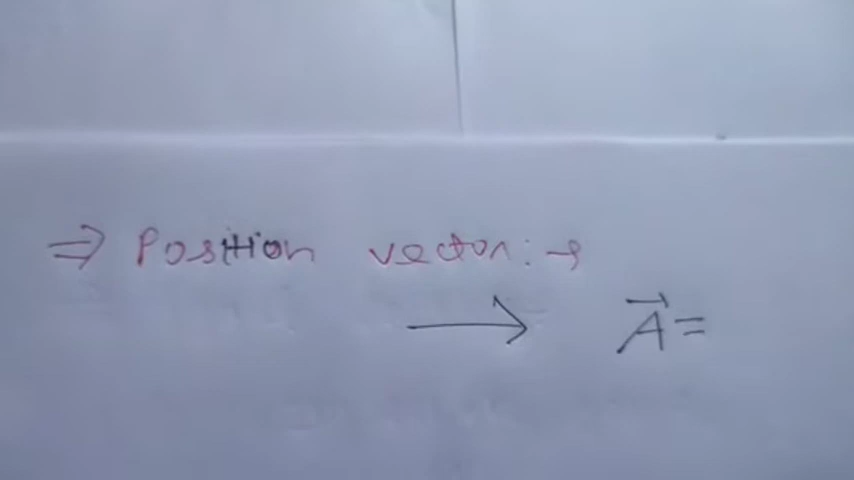 ⇒ Position vector:→
→ A⃗ =